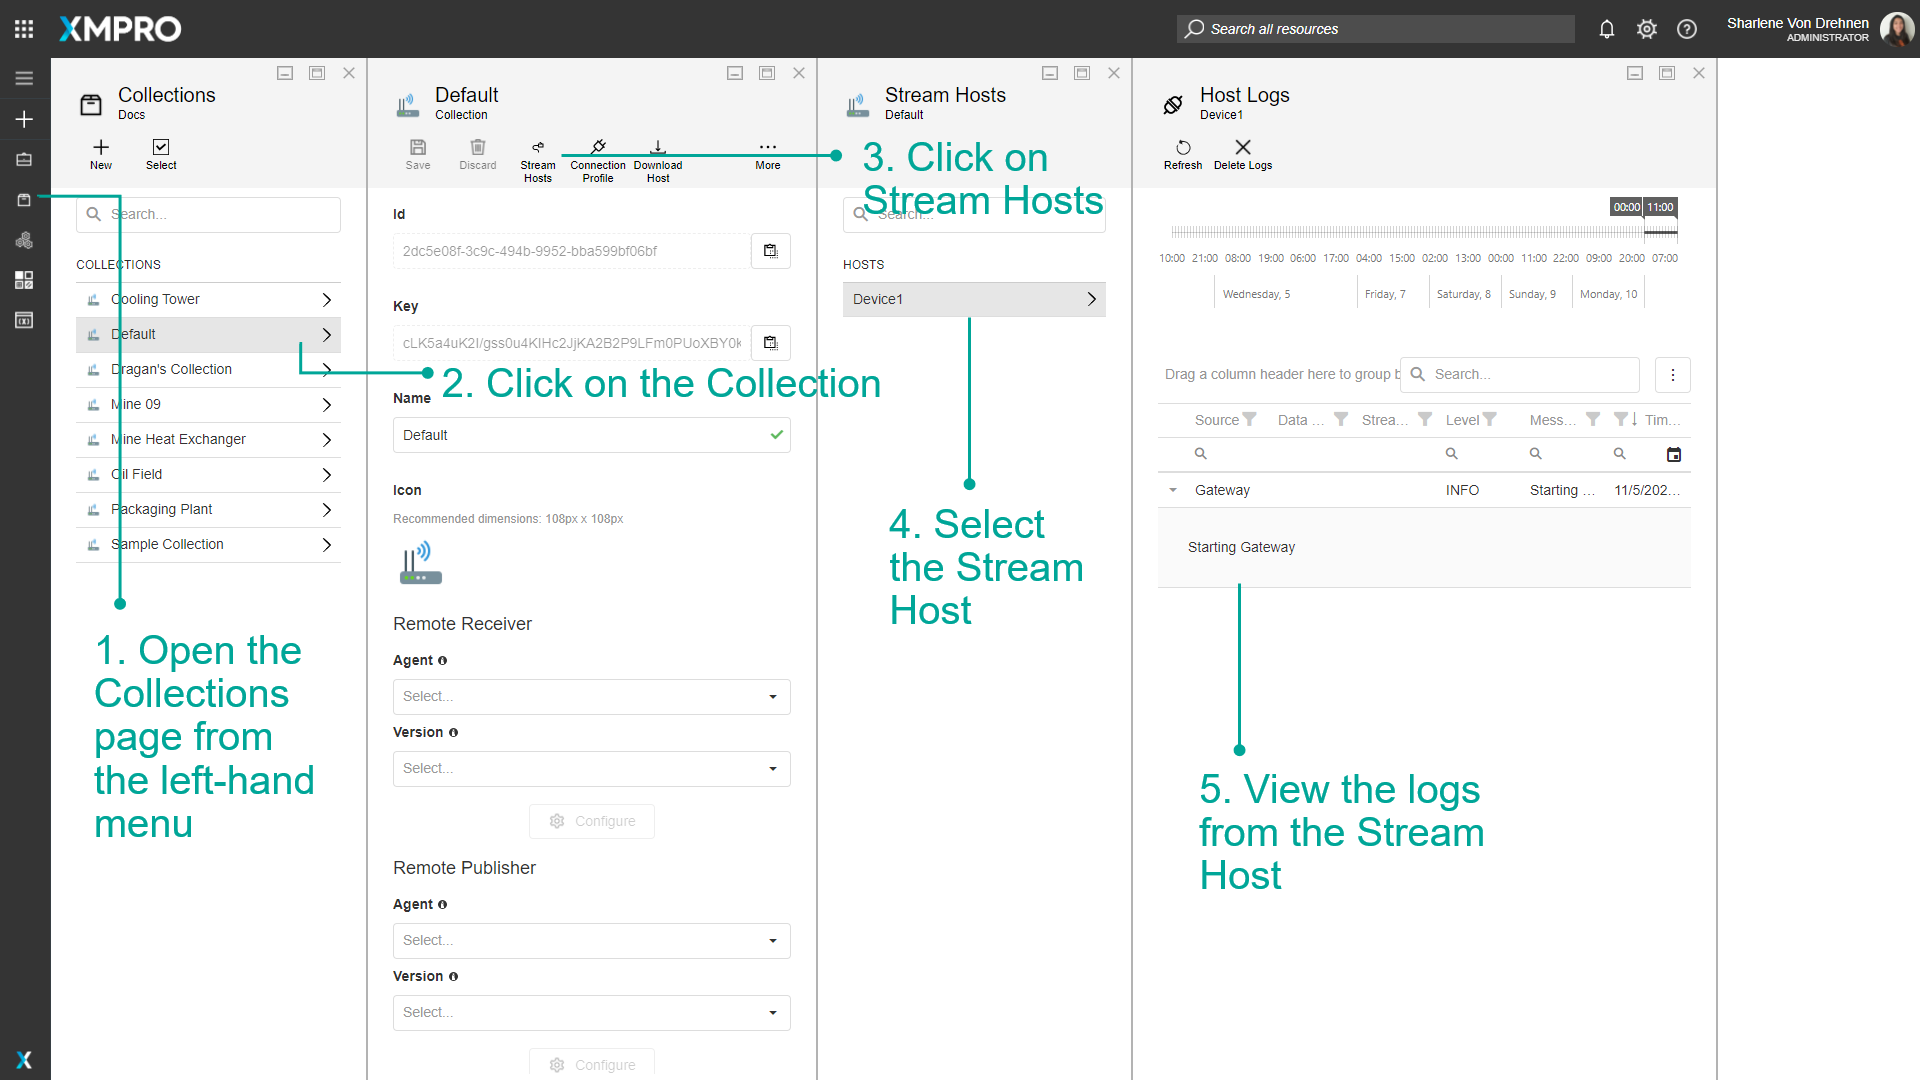 XMPRO
Search all resources
Sharlene Von Drehnen
ADMINISTRATOR
Collections
Docs
New
Select
Search...
COLLECTIONS
Cooling Tower
Default
Dragan's Collection
Mine 09
Mine Heat Exchanger
Oil Field
Packaging Plant
Sample Collection
1. Open the
Collections
page from
the left-hand
menu
Default
Collection
Save
Discard
Stream
Hosts
Connection
Profile
Download
Host
More
Id
2dc5e08f-3c9c-494b-9952-bba599bf06bf
Key
cLK5a4uK2I/gss0u4KIHc2JjKA2B2P9LFm0PUoXBY0k
2. Click on the Collection
Name
Default
Icon
Recommended dimensions: 108px x 108px
Remote Receiver
Agent
Select...
Version
Select...
Configure
Remote Publisher
Agent
Select...
Version
Select...
Configure
Stream Hosts
Default
3. Click on
Stream Hosts
Search...
HOSTS
Device1
4. Select
the Stream
Host
Host Logs
Device1
Refresh
Delete Logs
00:00 11:00
10:00 21:00 08:00 19:00 06:00 17:00 04:00 15:00 02:00 13:00 00:00 11:00 22:00 09:00 20:00 07:00
Wednesday, 5 Friday, 7 Saturday, 8 Sunday, 9 Monday, 10
Drag a column header here to group b
Search...
Source Data ... Strea... Level Mess... Tim...
Gateway INFO Starting ... 11/5/202...
Starting Gateway
5. View the logs
from the Stream
Host